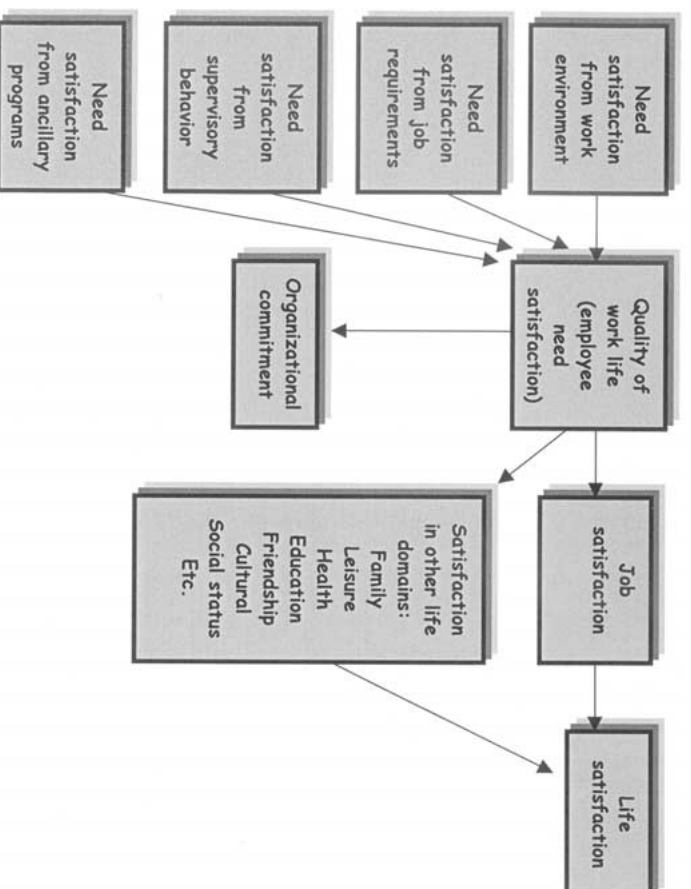 Need
satisfaction
from work
environment
Need
satisfaction
from job
requirements
Need
satisfaction
from
supervisory
behavior
Need
satisfaction
from ancillary
programs
Quality of
work life
(employee
need
satisfaction)
Organizational
commitment
Job
satisfaction
Satisfaction
in other life
domains:
Family
Leisure
Health
Education
Friendship
Cultural
Social status
Etc.
Life
satisfaction